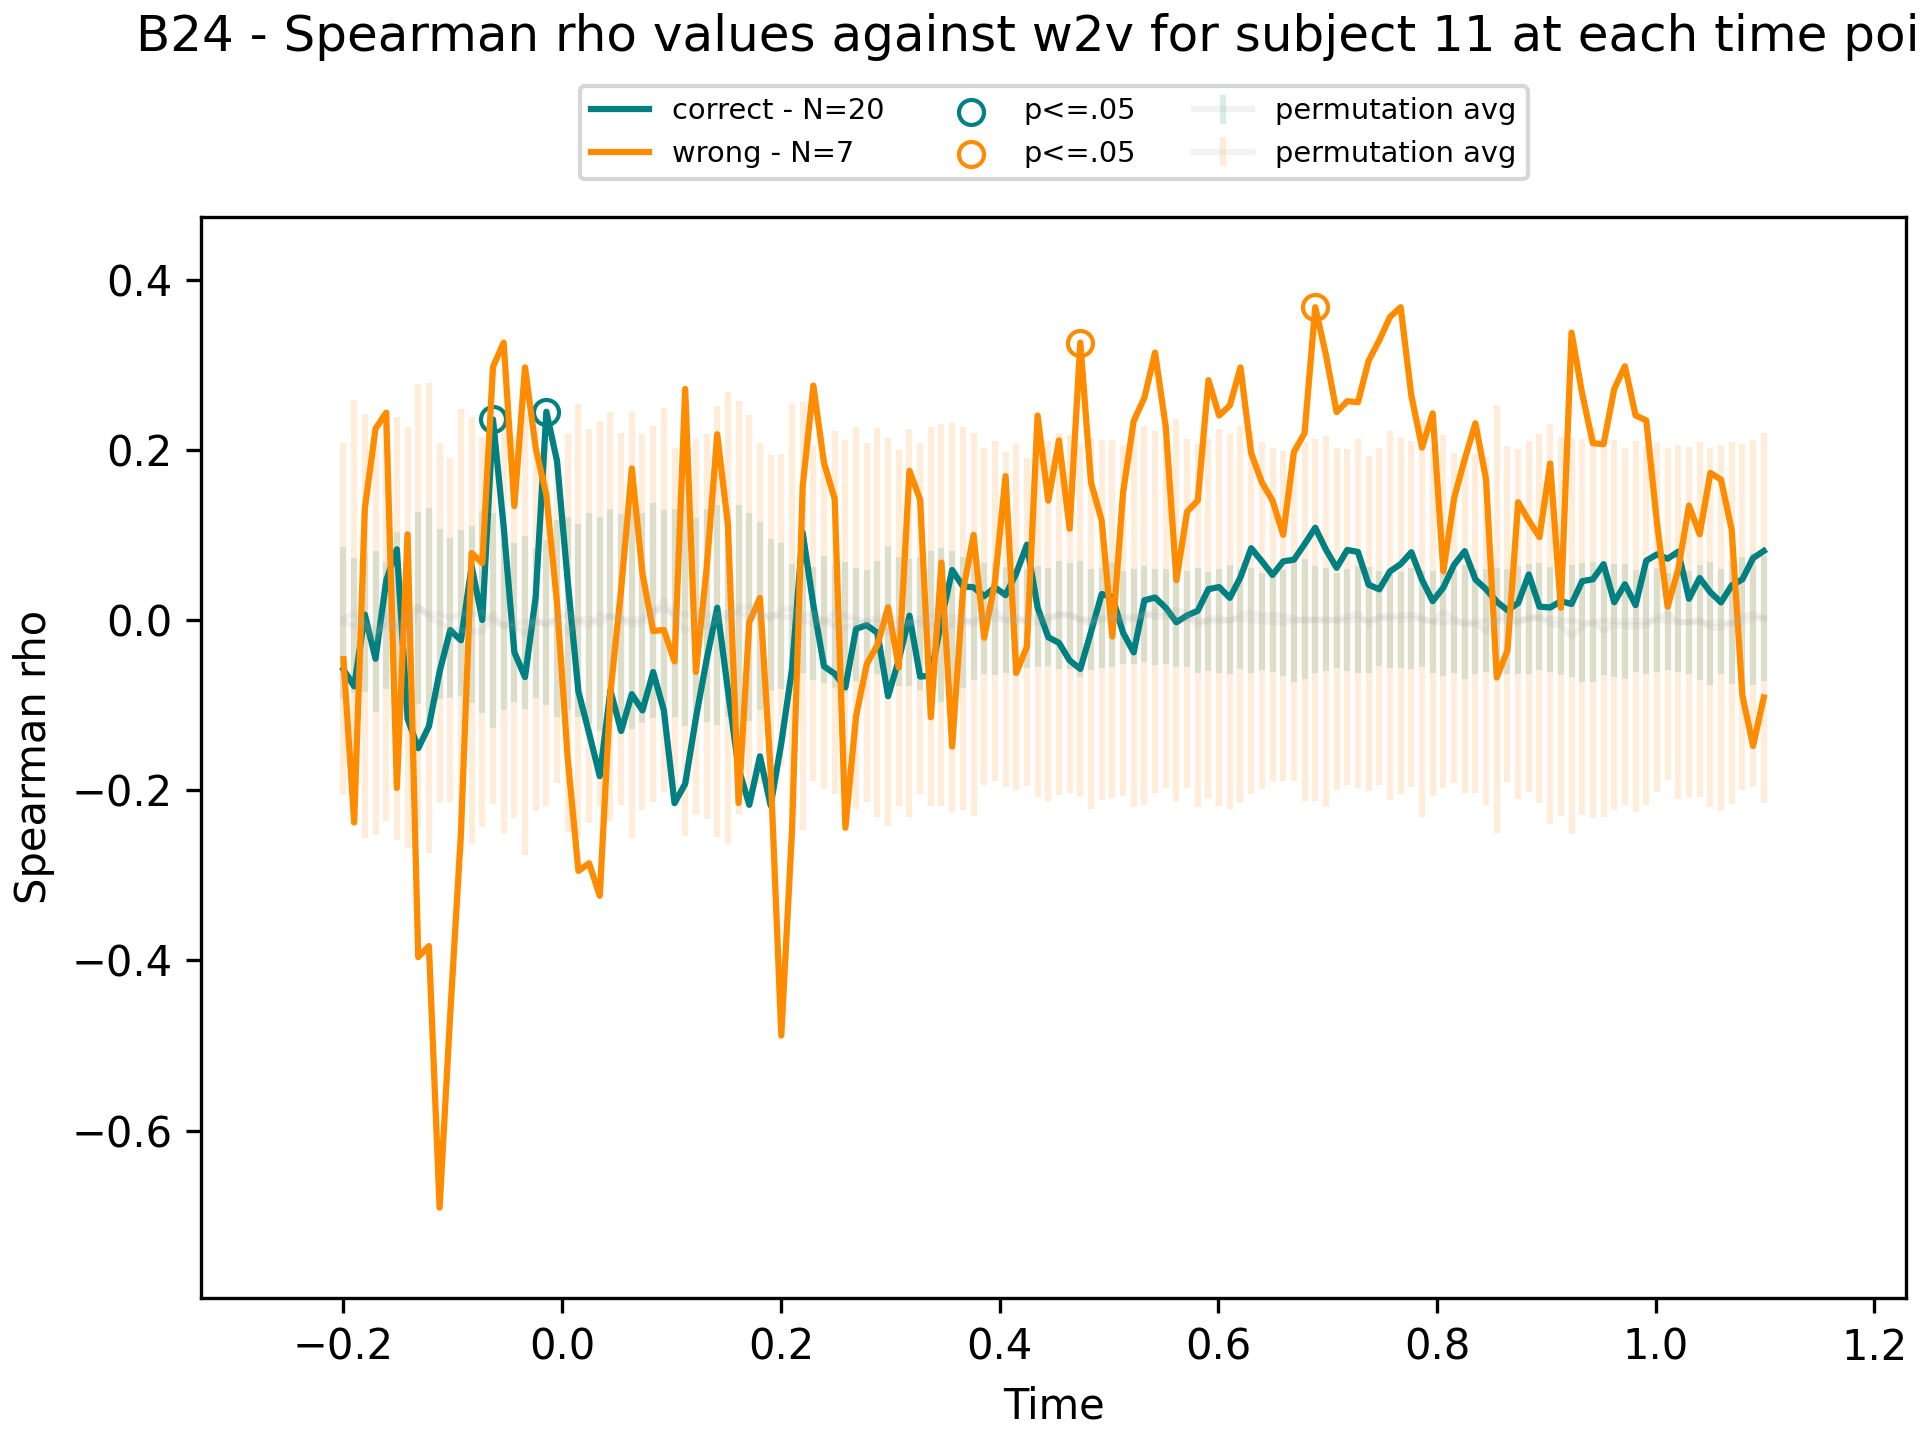 B24 - Spearman rho values against w2v for subject 11 at each time poi
correct - N=20
wrong - N=7
p<=.05
p<=.05
permutation avg
permutation avg
Spearman rho
0.4
0.2
0.0
−0.2
−0.4
−0.6
−0.2 0.0 0.2 0.4 0.6 0.8 1.0 1.2
Time